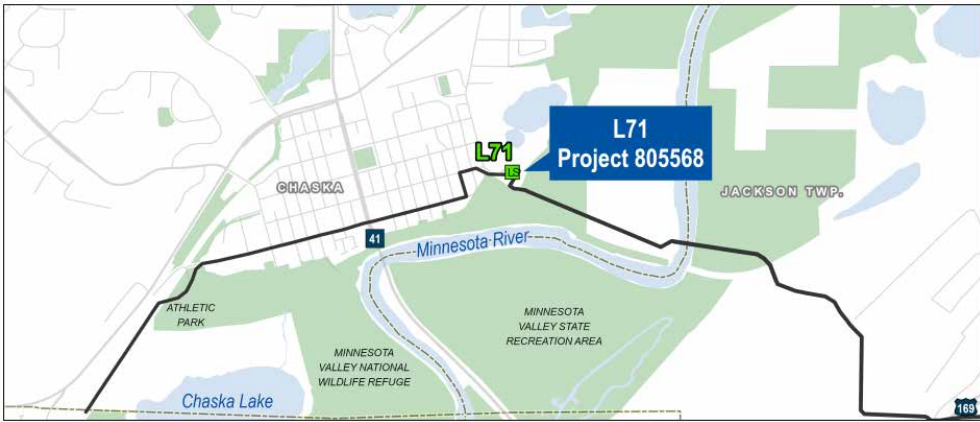 L71
Project 805568
L71
LS
CHASKA
JACKSON TWP.
41
Minnesota River
ATHLETIC
PARK
MINNESOTA
VALLEY STATE
RECREATION AREA
MINNESOTA
VALLEY NATIONAL
WILDLIFE REFUGE
Chaska Lake
169